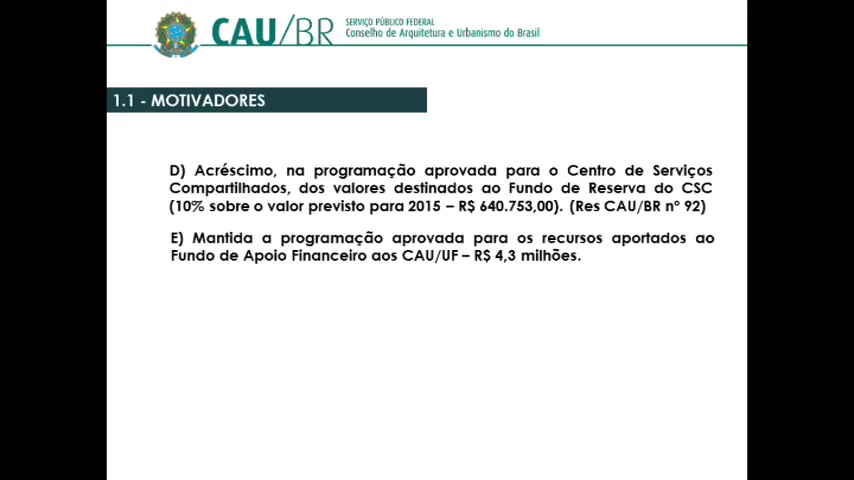 CAU/BR
SERVIÇO PÚBLICO FEDERAL
Conselho de Arquitetura e Urbanismo do Brasil
1.1 - MOTIVADORES
D) Acréscimo, na programação aprovada para o Centro de Serviços
Compartilhados, dos valores destinados ao Fundo de Reserva do CSC
(10% sobre o valor previsto para 2015 – R$ 640.753,00). (Res CAU/BR nº 92)
E) Mantida a programação aprovada para os recursos aportados ao
Fundo de Apoio Financeiro aos CAU/UF – R$ 4,3 milhões.